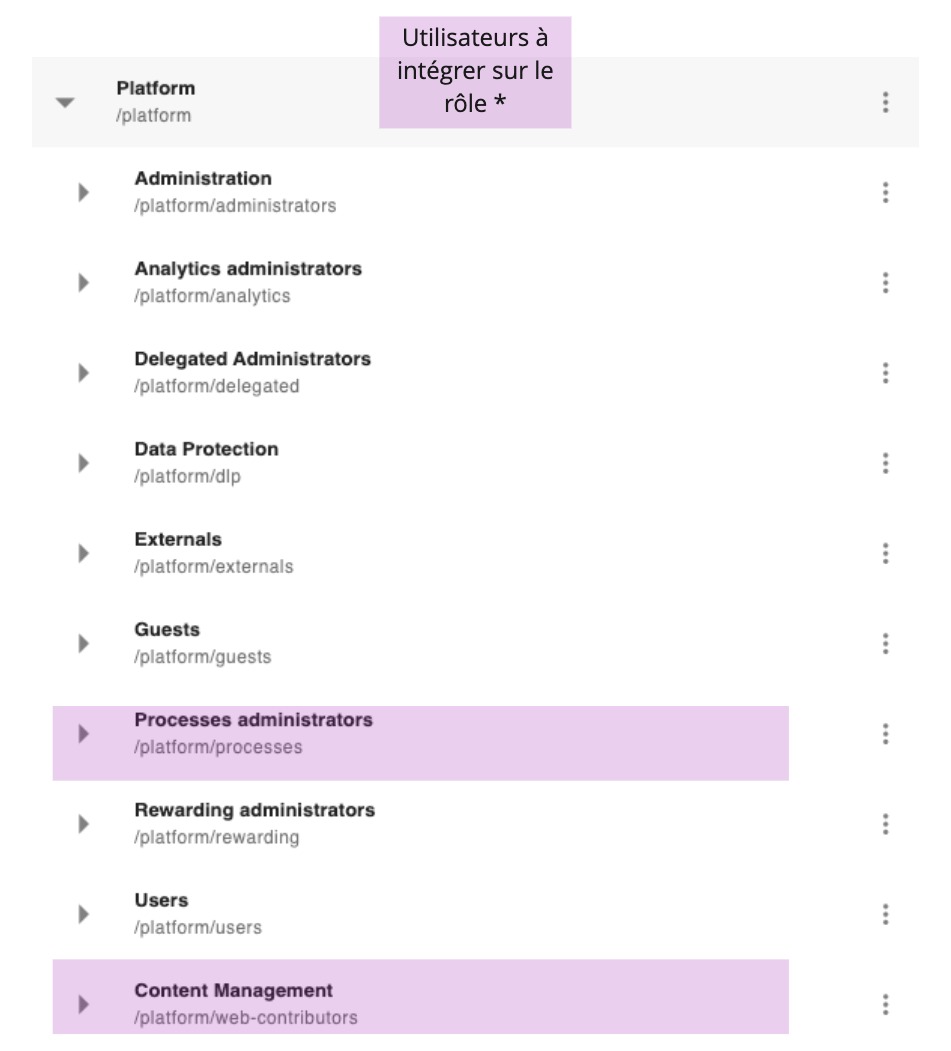 Utilisateurs à
intégrer sur le
rôle *
Platform
/platform
Administration
/platform/administrators
Analytics administrators
/platform/analytics
Delegated Administrators
/platform/delegated
Data Protection
/platform/dlp
Externals
/platform/externals
Guests
/platform/guests
Processes administrators
/platform/processes
Rewarding administrators
/platform/rewarding
Users
/platform/users
Content Management
/platform/web-contributors